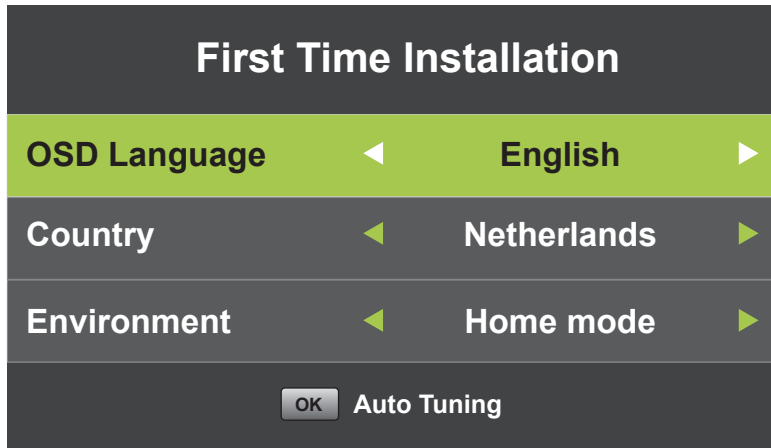 First Time Installation
OSD Language English
Country Netherlands
Environment Home mode
OK Auto Tuning